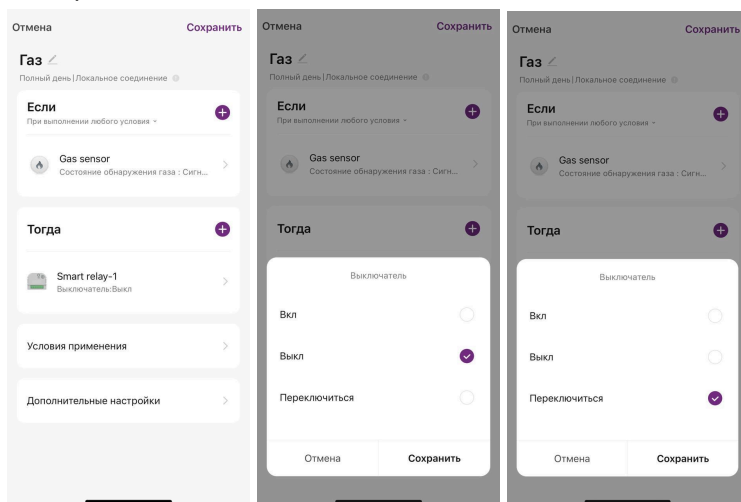 Отмена
Сохранить
Газ
Полный день|Локальное соединение
Если
При выполнении любого условия
Gas sensor
Состояние обнаружения газа : Сигн...
Тогда
Smart relay-1
Выключатель:Выкл
Условия применения
Дополнительные настройки
Отмена
Сохранить
Газ
Полный день|Локальное соединение
Если
При выполнении любого условия
Gas sensor
Состояние обнаружения газа : Сигн...
Тогда
Выключатель
Вкл
Выкл
Переключиться
Отмена
Сохранить
Отмена
Сохранить
Газ
Полный день|Локальное соединение
Если
При выполнении любого условия
Gas sensor
Состояние обнаружения газа : Сигн...
Тогда
Выключатель
Вкл
Выкл
Переключиться
Отмена
Сохранить